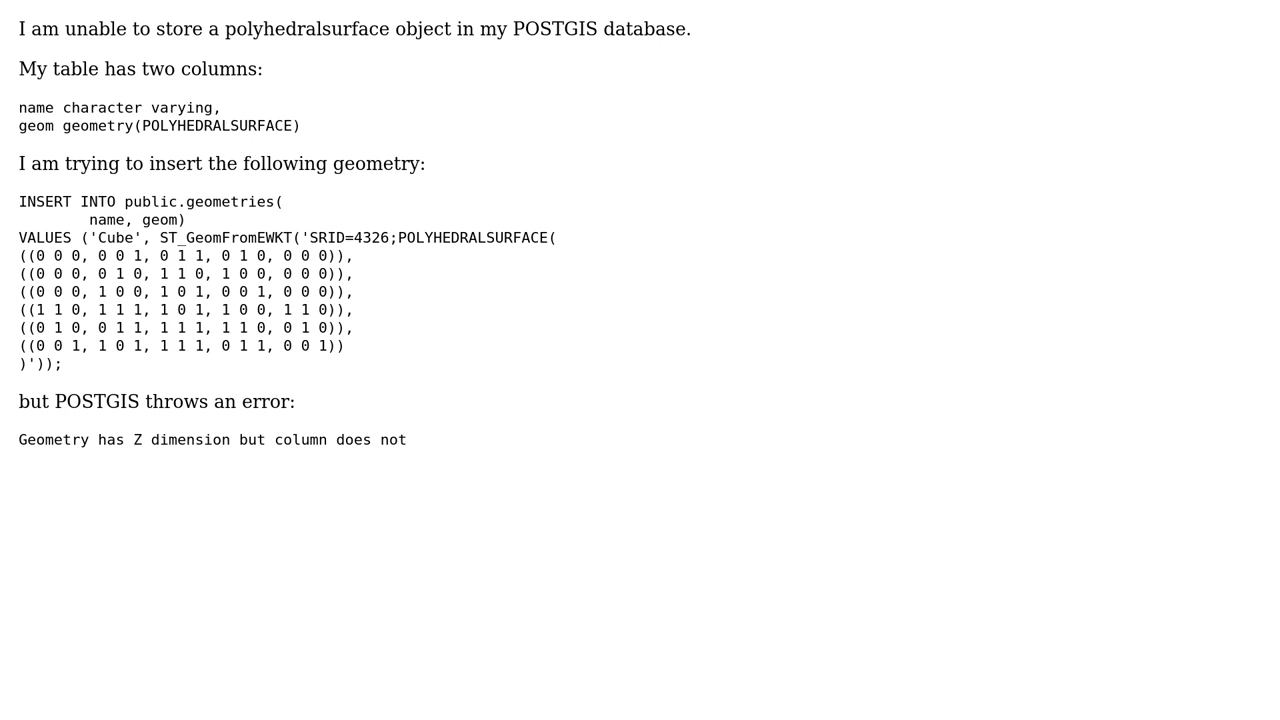 I am unable to store a polyhedralsurface object in my POSTGIS database.
My table has two columns:
name character varying,
geom geometry(POLYHEDRALSURFACE)
I am trying to insert the following geometry:
INSERT INTO public.geometries(
        name, geom)
VALUES ('Cube', ST_GeomFromEWKT('SRID=4326;POLYHEDRALSURFACE(
((0 0 0, 0 0 1, 0 1 1, 0 1 0, 0 0 0)),
((0 0 0, 0 1 0, 1 1 0, 1 0 0, 0 0 0)),
((0 0 0, 1 0 0, 1 0 1, 0 0 1, 0 0 0)),
((1 1 0, 1 1 1, 1 0 1, 1 0 0, 1 1 0)),
((0 1 0, 0 1 1, 1 1 1, 1 1 0, 0 1 0)),
((0 0 1, 1 0 1, 1 1 1, 0 1 1, 0 0 1))
)'));
but POSTGIS throws an error:
Geometry has Z dimension but column does not